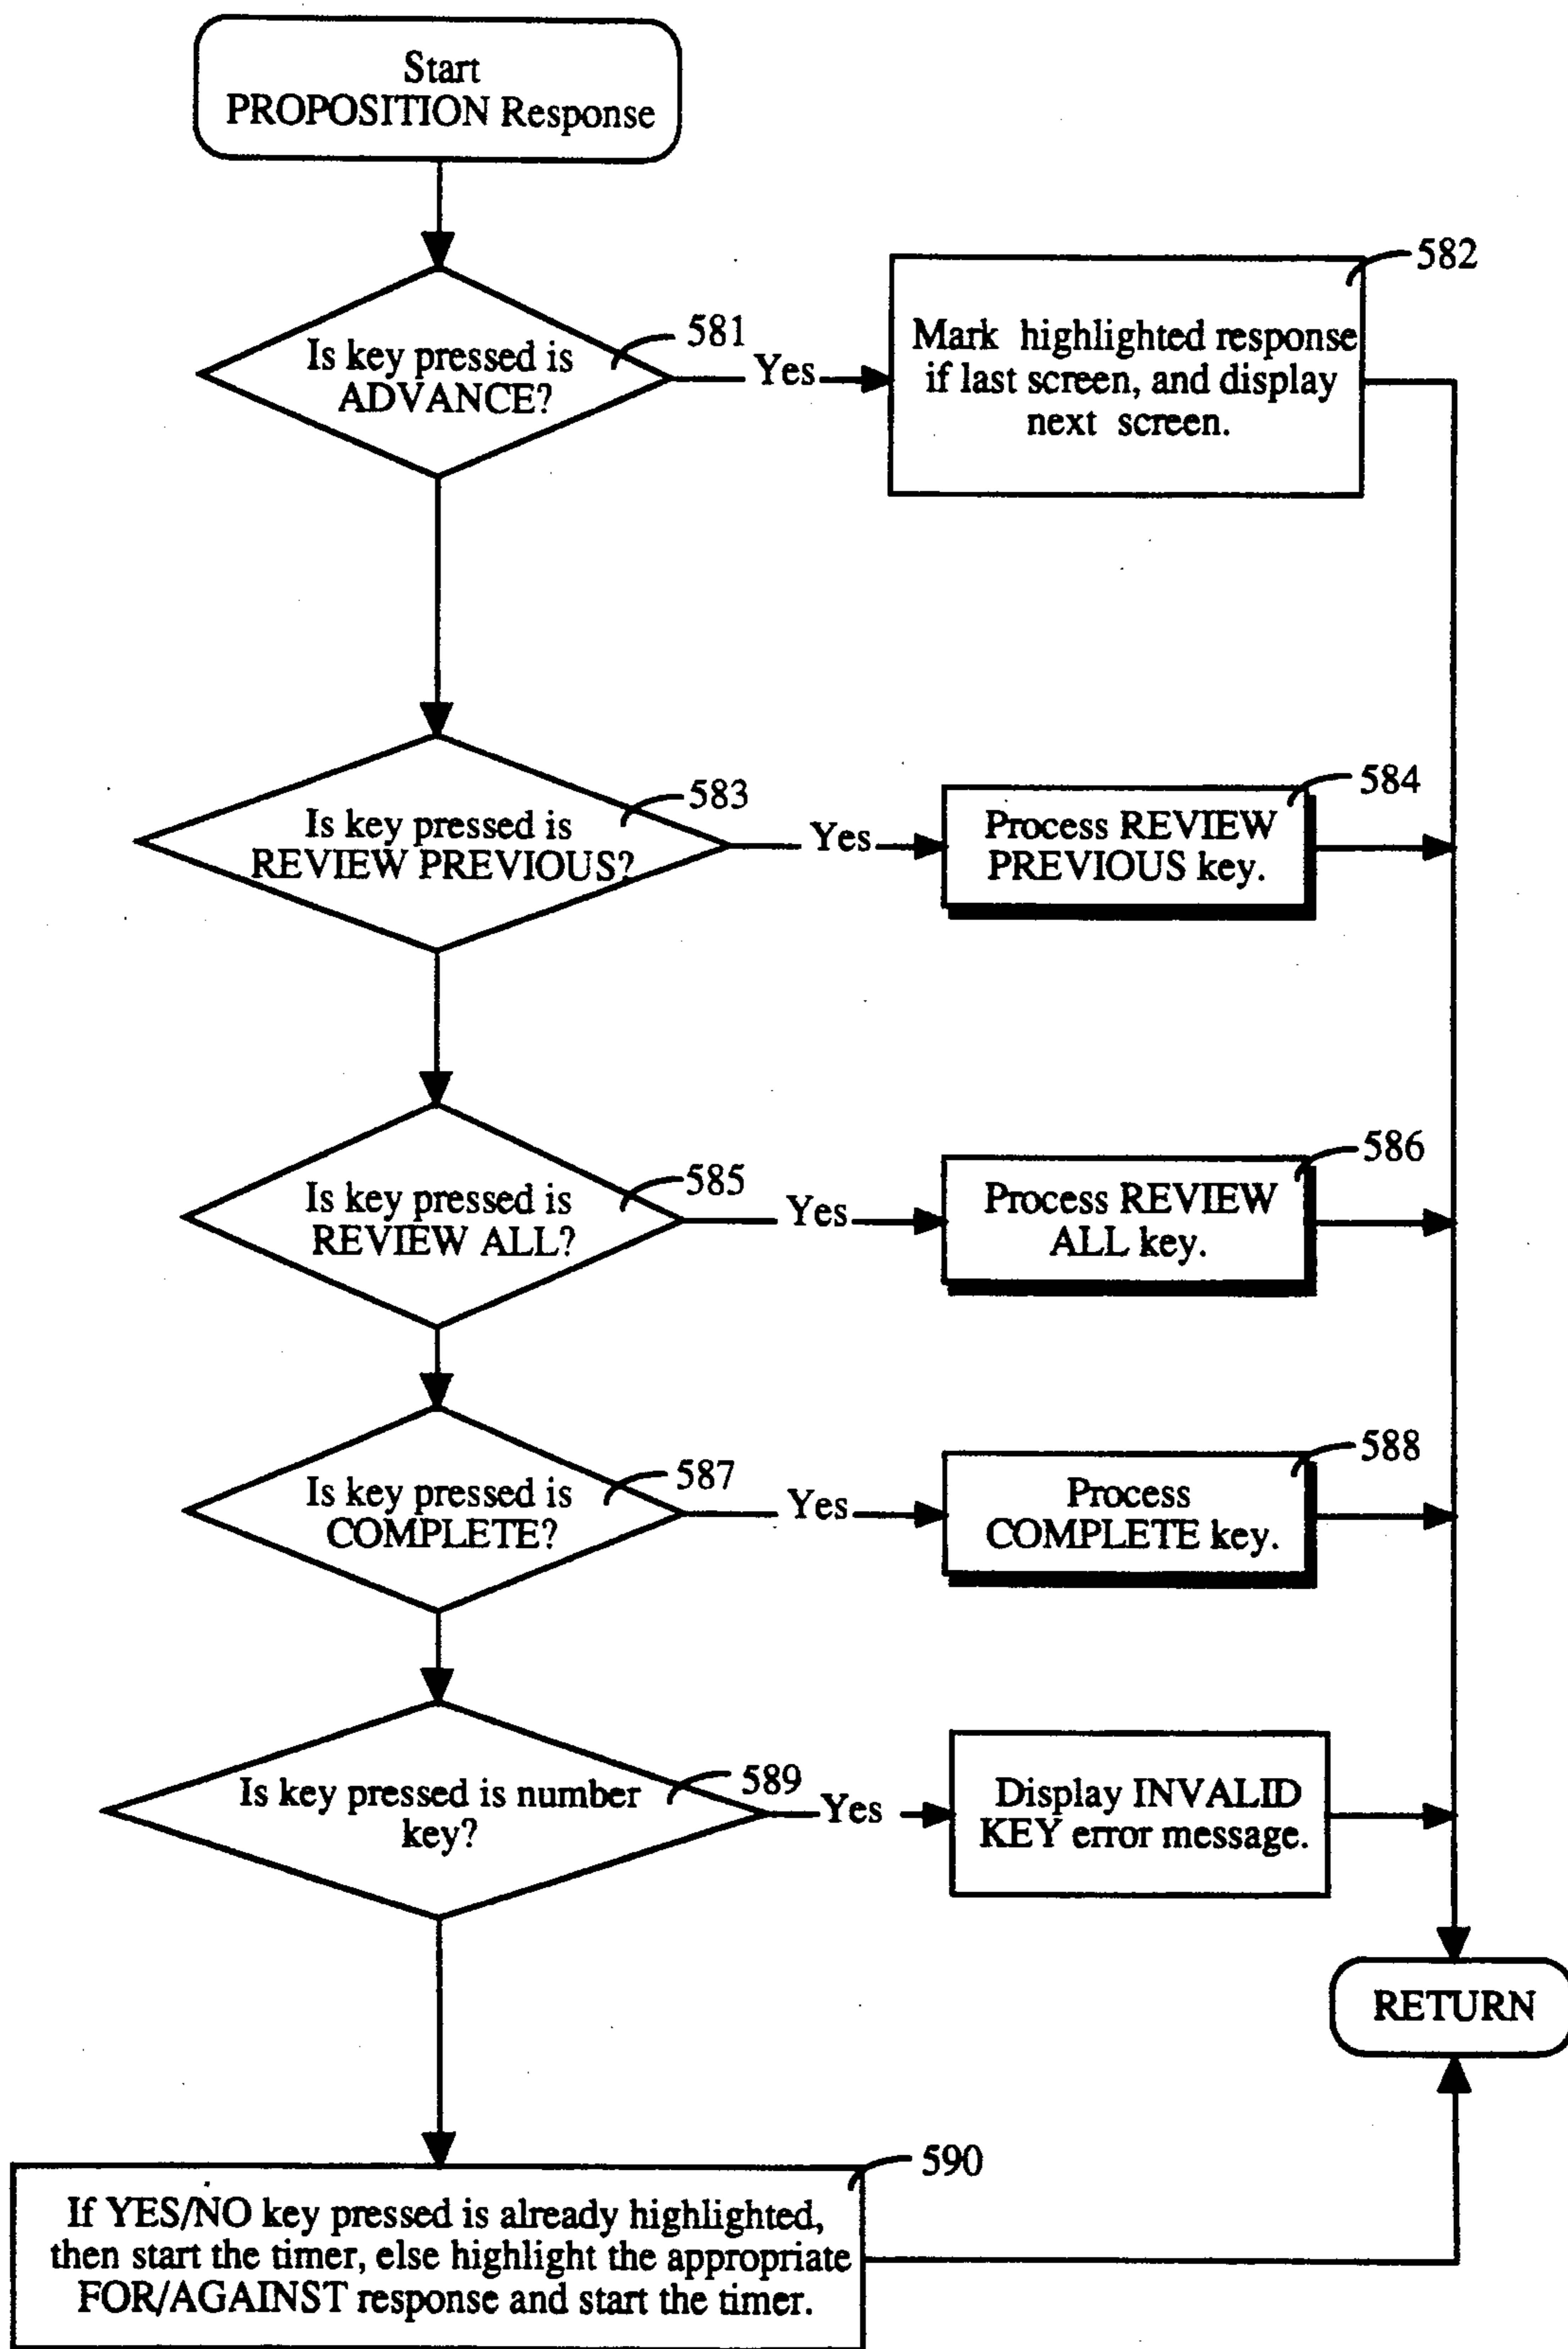 Start
PROPOSITION Response
582
581
Is key pressed is
ADVANCE?
Yes
Mark highlighted response
if last screen, and display
next screen.
583
Is key pressed is
REVIEW PREVIOUS?
Yes
584
Process REVIEW
PREVIOUS key.
585
Is key pressed is
REVIEW ALL?
Yes
586
Process REVIEW
ALL key.
587
Is key pressed is
COMPLETE?
Yes
588
Process
COMPLETE key.
589
Is key pressed is number
key?
Yes
Display INVALID
KEY error message.
RETURN
590
If YES/NO key pressed is already highlighted,
then start the timer, else highlight the appropriate
FOR/AGAINST response and start the timer.